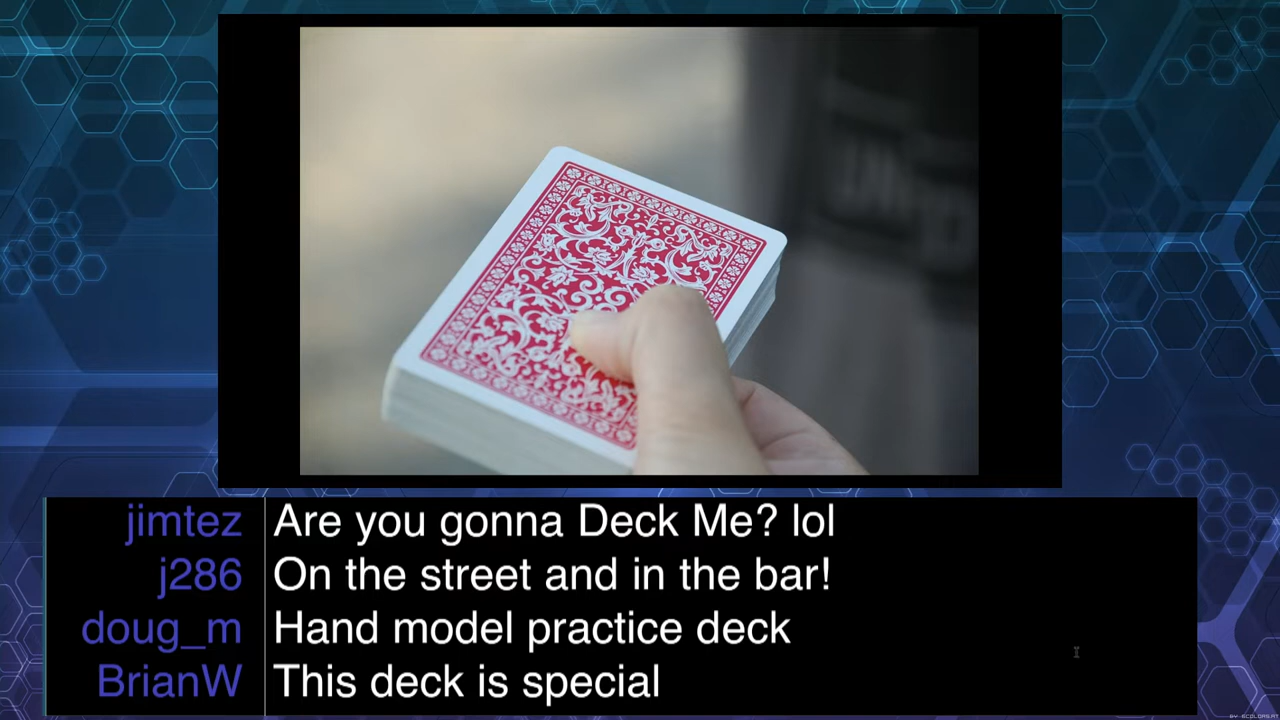 jimtez Are you gonna Deck Me? lol
j286 On the street and in the bar!
doug_m Hand model practice deck
BrianW This deck is special